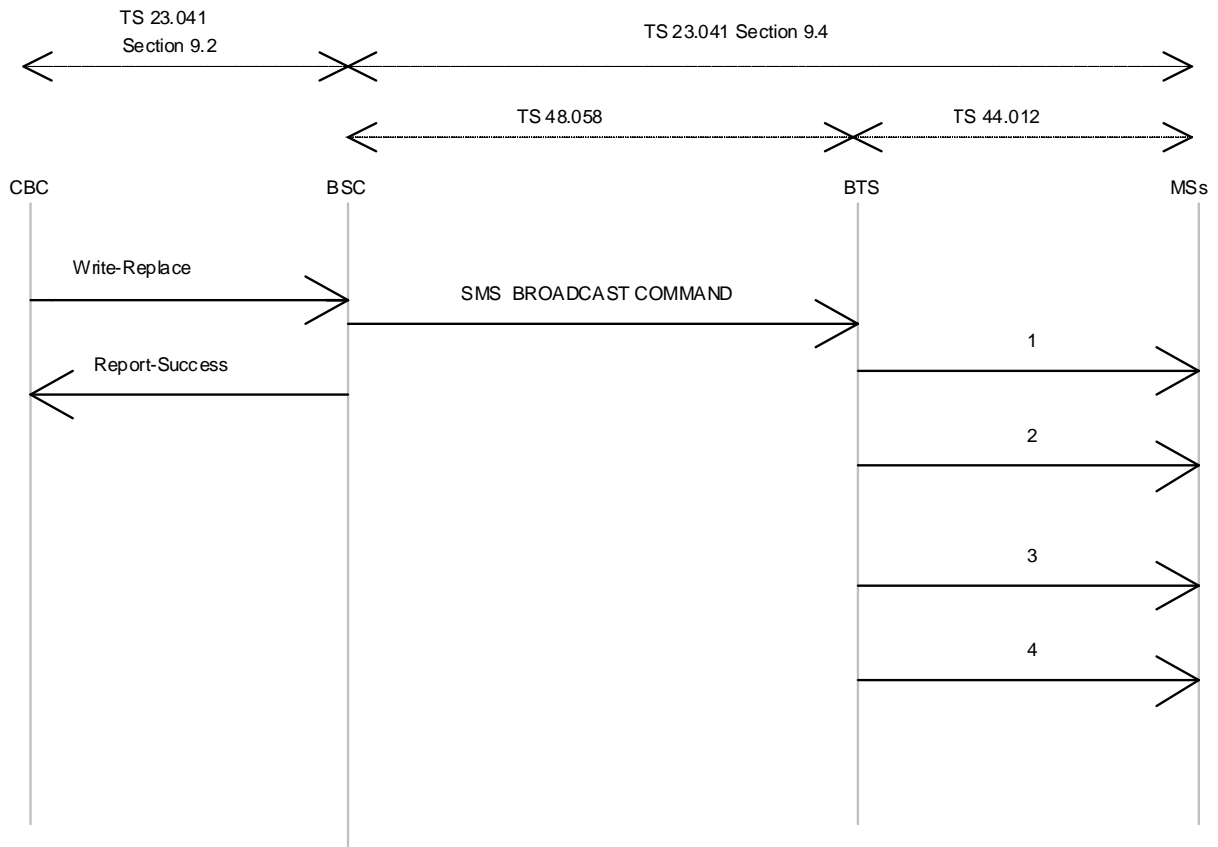 TS 23.041
Section 9.2
TS 23.041 Section 9.4
TS 48.058
TS 44.012
CBC
BSC
BTS
MSs
Write-Replace
SMS BROADCAST COMMAND
1
Report-Success
2
3
4